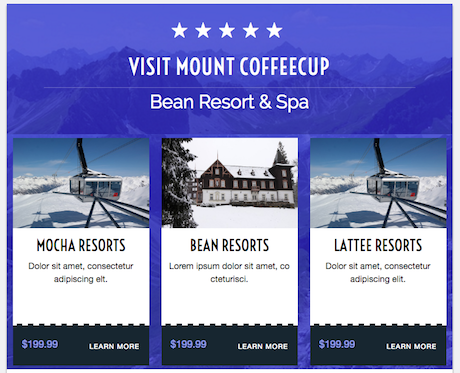 VISIT MOUNT COFFEECUP
Bean Resort & Spa
MOCHA RESORTS
Dolor sit amet, consectetur
adipiscing elt.
$199.99
LEARN MORE
BEAN RESORTS
Lorem ipsum dolor sit amet, co
cteturisci.
$199.99
LEARN MORE
LATTEE RESORTS
Dolor sit amet, consectetur
adipiscing elit.
$199.99
LEARN MORE